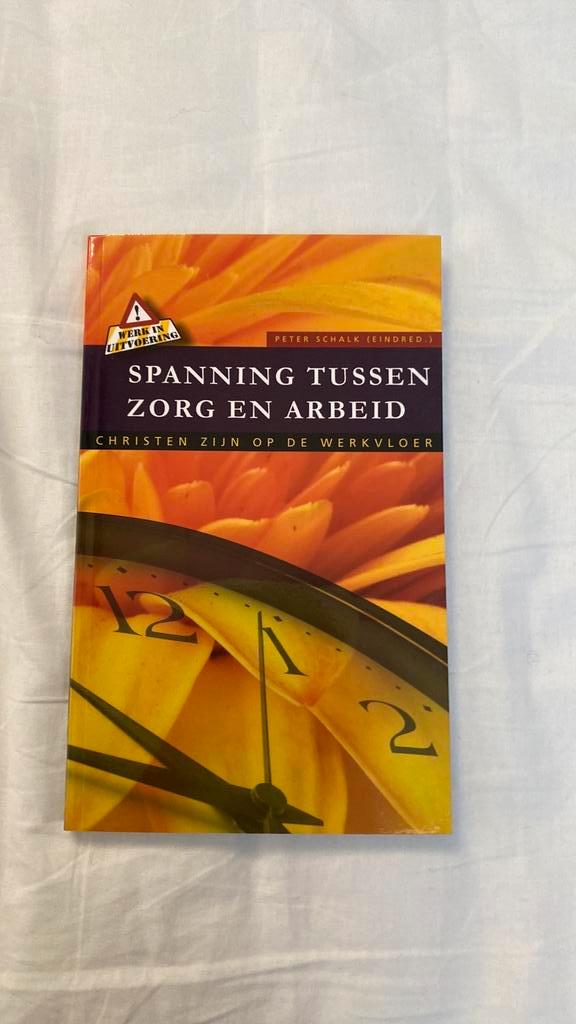 WERK IN
UITVOERING
PETER SCHALK (EINDRED.)
SPANNING TUSSEN
ZORG EN ARBEID
CHRISTEN ZIJN OP DE WERKVLOER
12
1
2